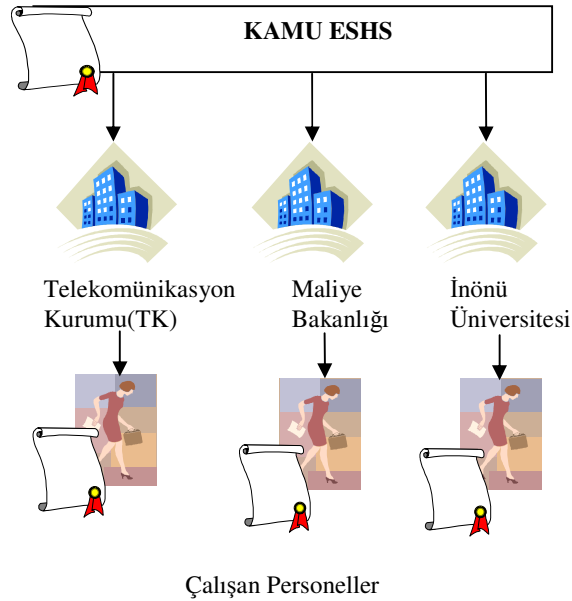 KAMU ESHS
Telekomünikasyon
Kurumu(TK)
Maliye
Bakanlığı
İnönü
Üniversitesi
Çalışan Personeller